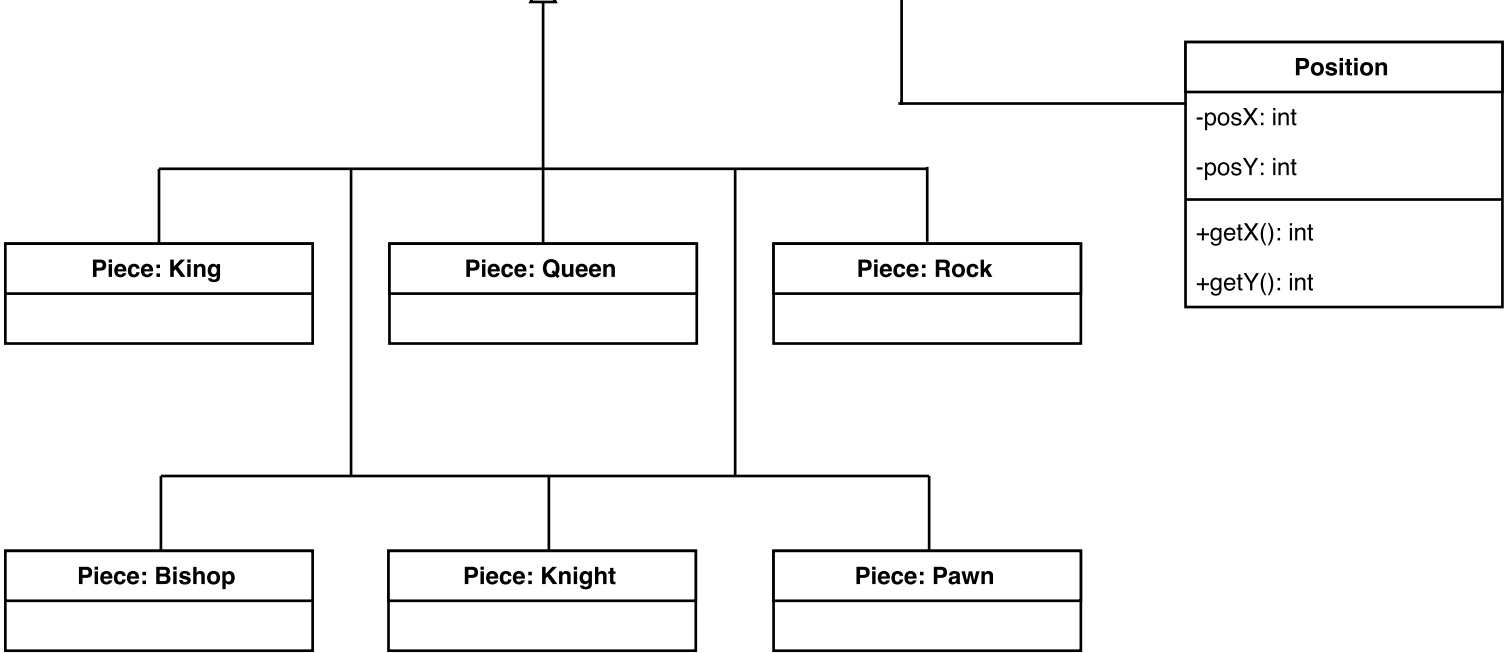 Position
-posX: int
-posY: int
+getX(): int
+getY(): int
Piece: King
Piece: Queen
Piece: Rock
Piece: Bishop
Piece: Knight
Piece: Pawn